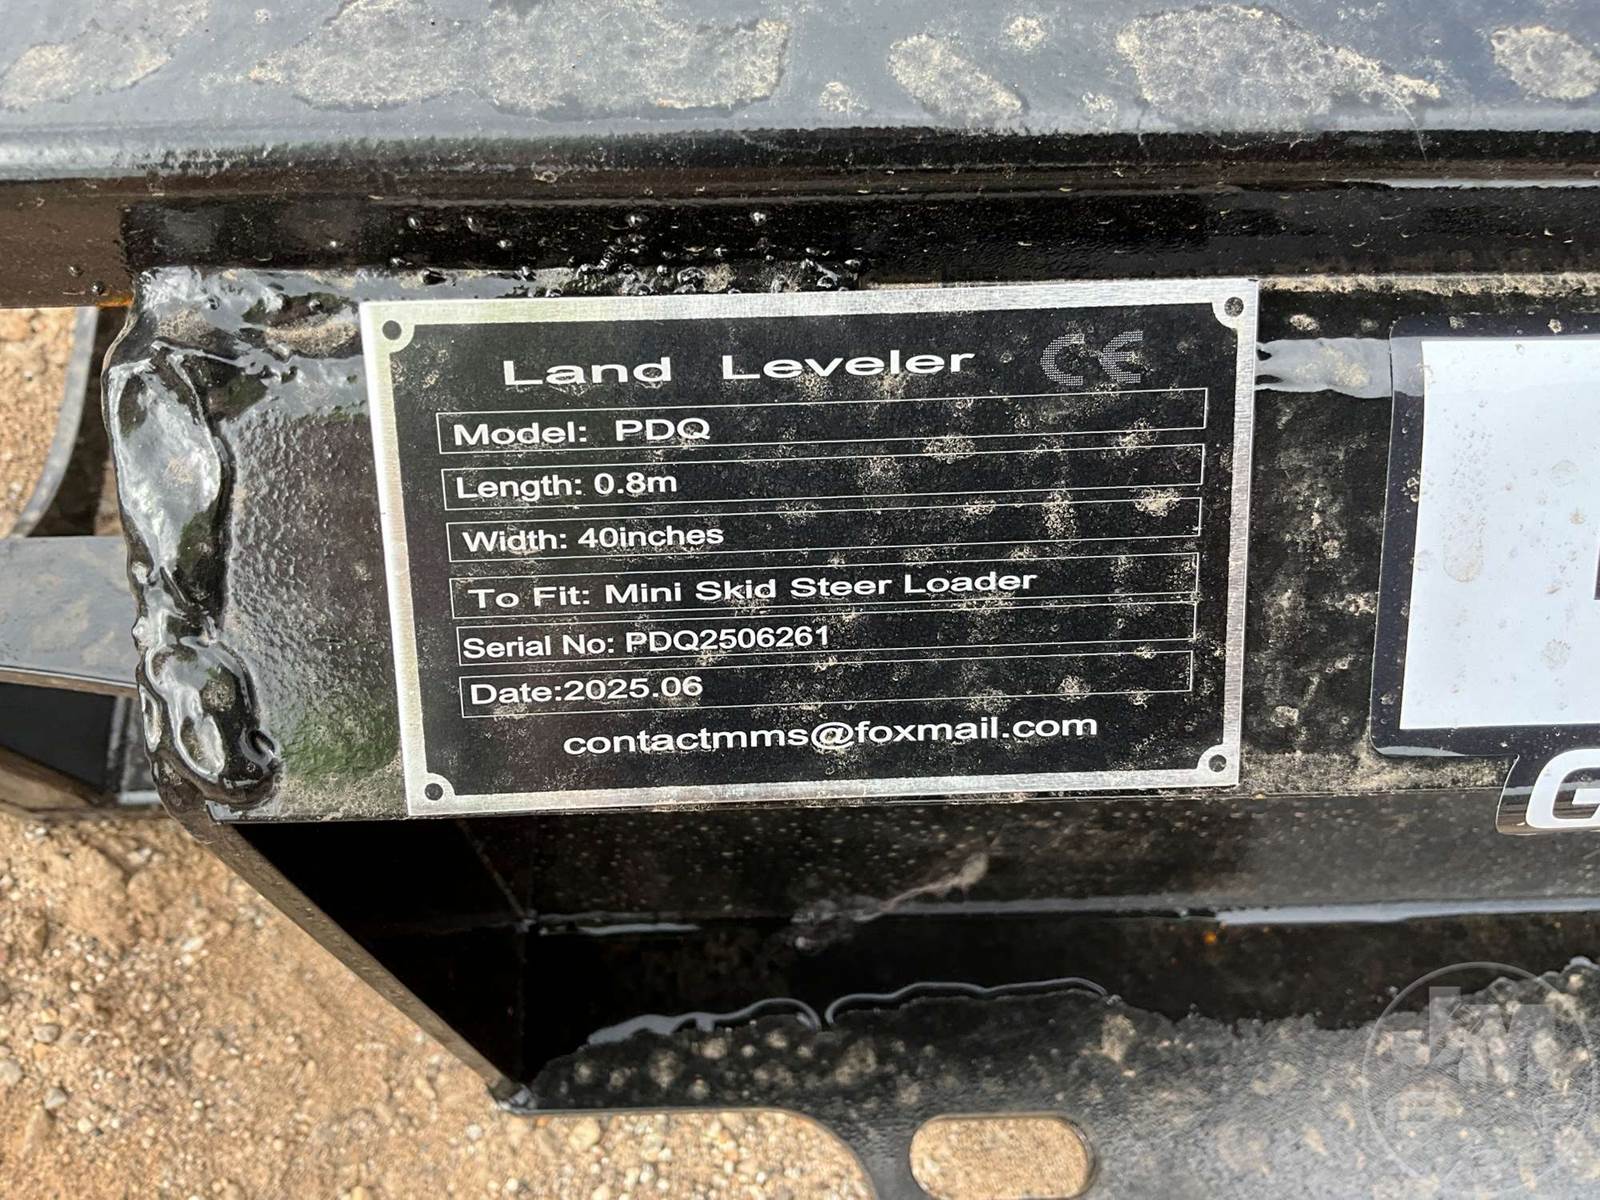 Land Leveler CE
Model: PDQ
Length: 0.8m
Width: 40inches
To Fit: Mini Skid Steer Loader
Serial No: PDQ2506261
Date:2025.06
contactmms@foxmail.com